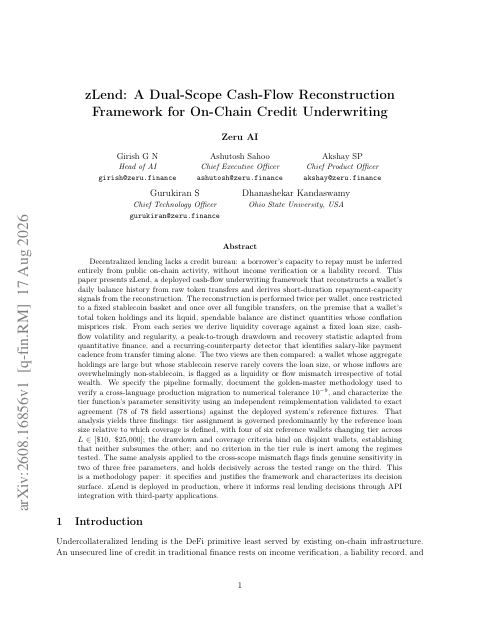 zLend: A Dual-Scope Cash-Flow Reconstruction
Framework for On-Chain Credit Underwriting
Zeru AI
Girish G N
Head of AI
girish@zeru.finance
Ashutosh Sahoo
Chief Executive Officer
ashutosh@zeru.finance
Akshay SP
Chief Product Officer
akshay@zeru.finance
Gurukiran S
Chief Technology Officer
gurukiran@zeru.finance
Dhanashekar Kandaswamy
Ohio State University, USA
Abstract
Decentralized lending lacks a credit bureau: a borrower's capacity to repay must be inferred
entirely from public on-chain activity, without income verification or a liability record. This
paper presents zLend, a deployed cash-flow underwriting framework that reconstructs a wallet's
daily balance history from raw token transfers and derives short-duration repayment-capacity
signals from the reconstruction. The reconstruction is performed twice per wallet, once restricted
to a fixed stablecoin basket and once over all fungible transfers, on the premise that a wallet's
total token holdings and its liquid, spendable balance are distinct quantities whose conflation
misprices risk. From each series we derive liquidity coverage against a fixed loan size, cash-
flow volatility and regularity, a peak-to-trough drawdown and recovery statistic adapted from
quantitative finance, and a recurring-counterparty detector that identifies salary-like payment
cadence from transfer timing alone. The two views are then compared: a wallet whose aggregate
holdings are large but whose stablecoin reserve rarely covers the loan size, or whose inflows are
overwhelmingly non-stablecoin, is flagged as a liquidity or flow mismatch irrespective of total
wealth. We specify the pipeline formally, document the golden-master methodology used to
verify a cross-language production migration to numerical tolerance 10⁻⁹, and characterize the
tier function's parameter sensitivity using an independent reimplementation validated to exact
agreement (78 of 78 field assertions) against the deployed system's reference fixtures. That
analysis yields three findings: tier assignment is governed predominantly by the reference loan
size relative to which coverage is defined, with four of six reference wallets changing tier across
L ∈ [$10, $25,000]; the drawdown and coverage criteria bind on disjoint wallets, establishing
that neither subsumes the other; and no criterion in the tier rule is inert among the regimes
tested. The same analysis applied to the cross-scope mismatch flags finds genuine sensitivity in
two of three free parameters, and holds decisively across the tested range on the third. This
is a methodology paper: it specifies and justifies the framework and characterizes its decision
surface. zLend is deployed in production, where it informs real lending decisions through API
integration with third-party applications.
1 Introduction
Undercollateralized lending is the DeFi primitive least served by existing on-chain infrastructure.
An unsecured line of credit in traditional finance rests on income verification, a liability record, and
1
arXiv:2608.16856v1 [q-fin.RM] 17 Aug 2026